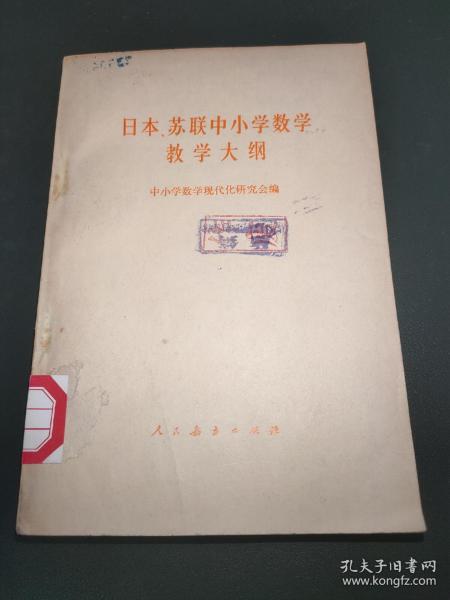 日本、苏联中小学数学
教学大纲
中小学数学现代化研究会编
人民教育出版社
孔夫子旧书网
www.kongfz.com